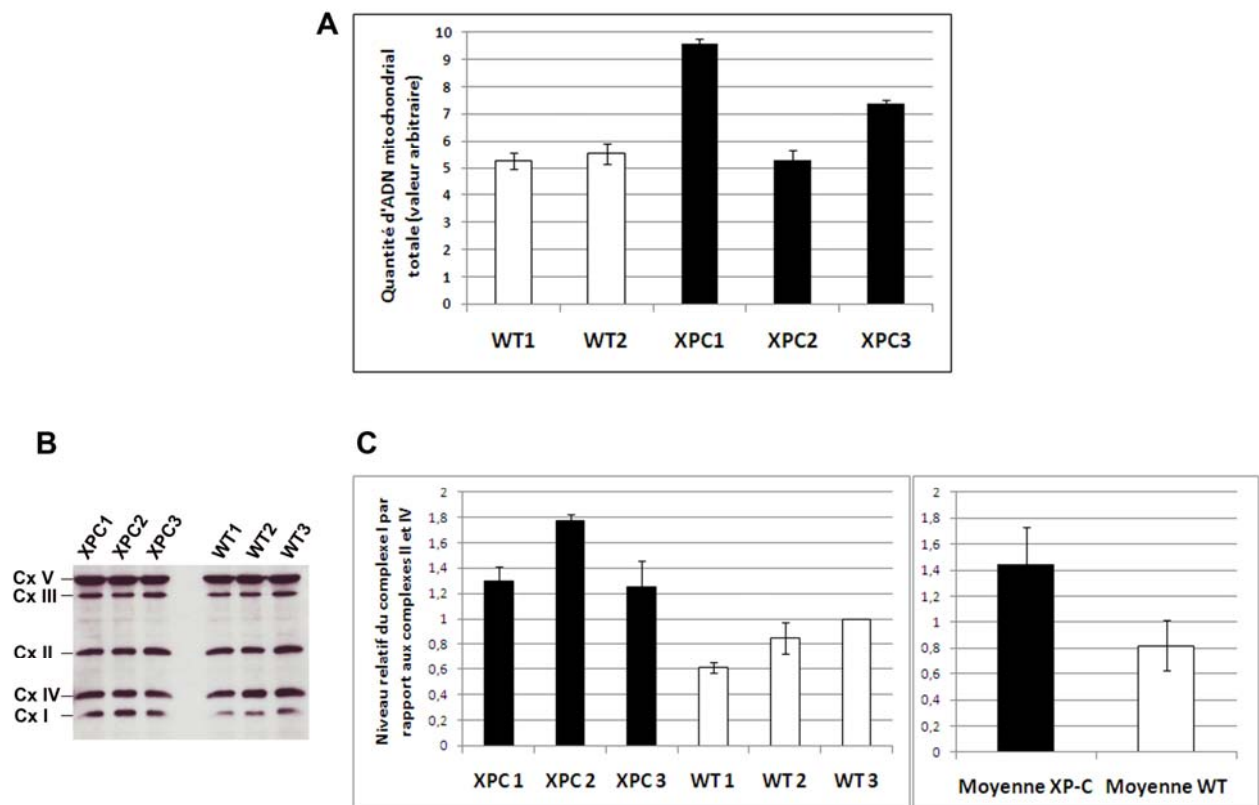 A
Quantité d'ADN mitochondrial
totale (valeur arbitraire)
10
9
8
7
6
5
4
3
2
1
0
WT1 WT2 XPC1 XPC2 XPC3
B
XPC1 XPC2 XPC3 WT1 WT2 WT3
Cx V
Cx III
Cx II
Cx IV
Cx I
C
Niveau relatif du complexe I par
rapport aux complexes II et IV
2
1,8
1,6
1,4
1,2
1
0,8
0,6
0,4
0,2
0
XPC 1 XPC 2 XPC 3 WT 1 WT 2 WT 3
2
1,8
1,6
1,4
1,2
1
0,8
0,6
0,4
0,2
0
Moyenne XP-C Moyenne WT